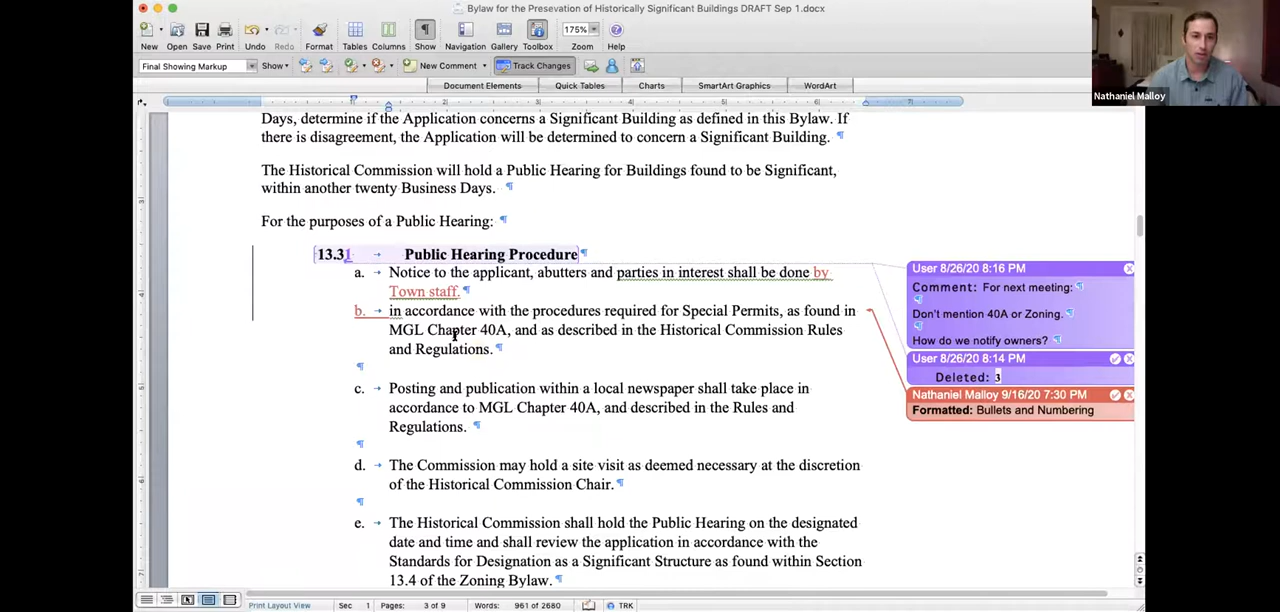 Bylaw for the Presevation of Historically Significant Buildings DRAFT Sep 1.docx
New Open Save Print Undo Redo Format Tables Columns Show Navigation Gallery Toolbox Zoom Help
175%
Final Showing Markup Show New Comment Track Changes
Document Elements Quick Tables Charts SmartArt Graphics WordArt
Nathaniel Malloy
Days, determine if the Application concerns a Significant Building as defined in this Bylaw. If
there is disagreement, the Application will be determined to concern a Significant Building.
The Historical Commission will hold a Public Hearing for Buildings found to be Significant,
within another twenty Business Days.
For the purposes of a Public Hearing:
13.31 Public Hearing Procedure
a. Notice to the applicant, abutters and parties in interest shall be done by
Town staff.
b. in accordance with the procedures required for Special Permits, as found in
MGL Chapter 40A, and as described in the Historical Commission Rules
and Regulations.
c. Posting and publication within a local newspaper shall take place in
accordance to MGL Chapter 40A, and described in the Rules and
Regulations.
d. The Commission may hold a site visit as deemed necessary at the discretion
of the Historical Commission Chair.
e. The Historical Commission shall hold the Public Hearing on the designated
date and time and shall review the application in accordance with the
Standards for Designation as a Significant Structure as found within Section
13.4 of the Zoning Bylaw.
User 8/26/20 8:16 PM
Comment: For next meeting:
Don't mention 40A or Zoning.
How do we notify owners?
User 8/26/20 8:14 PM
Deleted: 3
Nathaniel Malloy 9/16/20 7:30 PM
Formatted: Bullets and Numbering
Print Layout View Sec 1 Pages: 3 of 9 Words: 961 of 2680 TRK